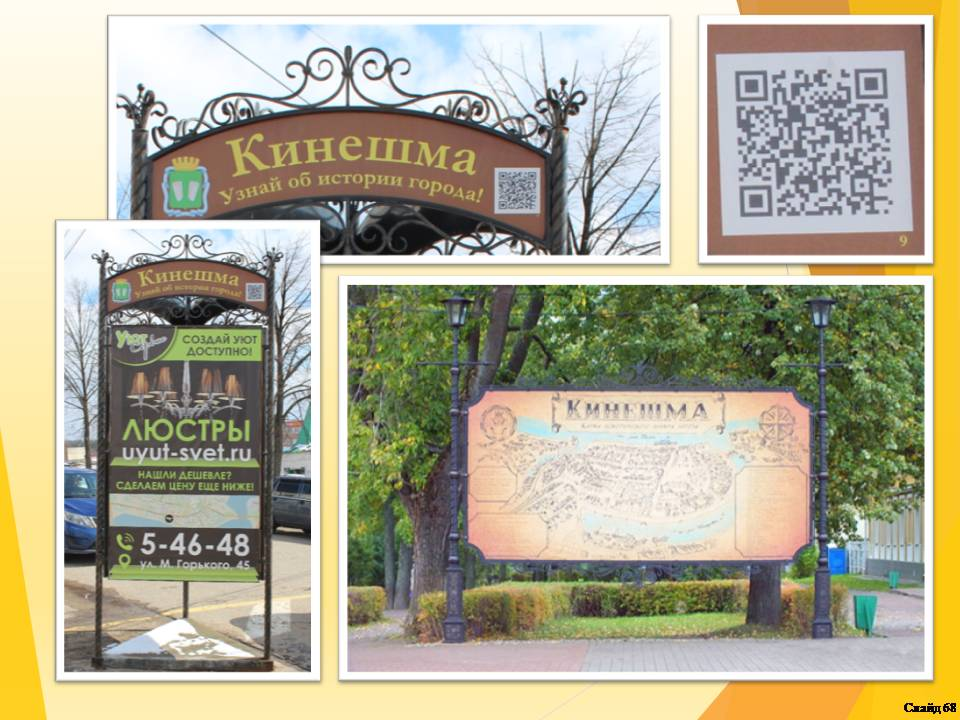 Кинешма
Узнай об истории города!
9
Кинешма
Узнай об истории города!
Уют
СОЗДАЙ УЮТ
ДОСТУПНО!
ЛЮСТРЫ
uyut-svet.ru
НАШЛИ ДЕШЕВЛЕ?
СДЕЛАЕМ ЦЕНУ ЕЩЕ НИЖЕ!
5-46-48
ул. М. Горького, 45
КИНЕШМА
Слайд 68